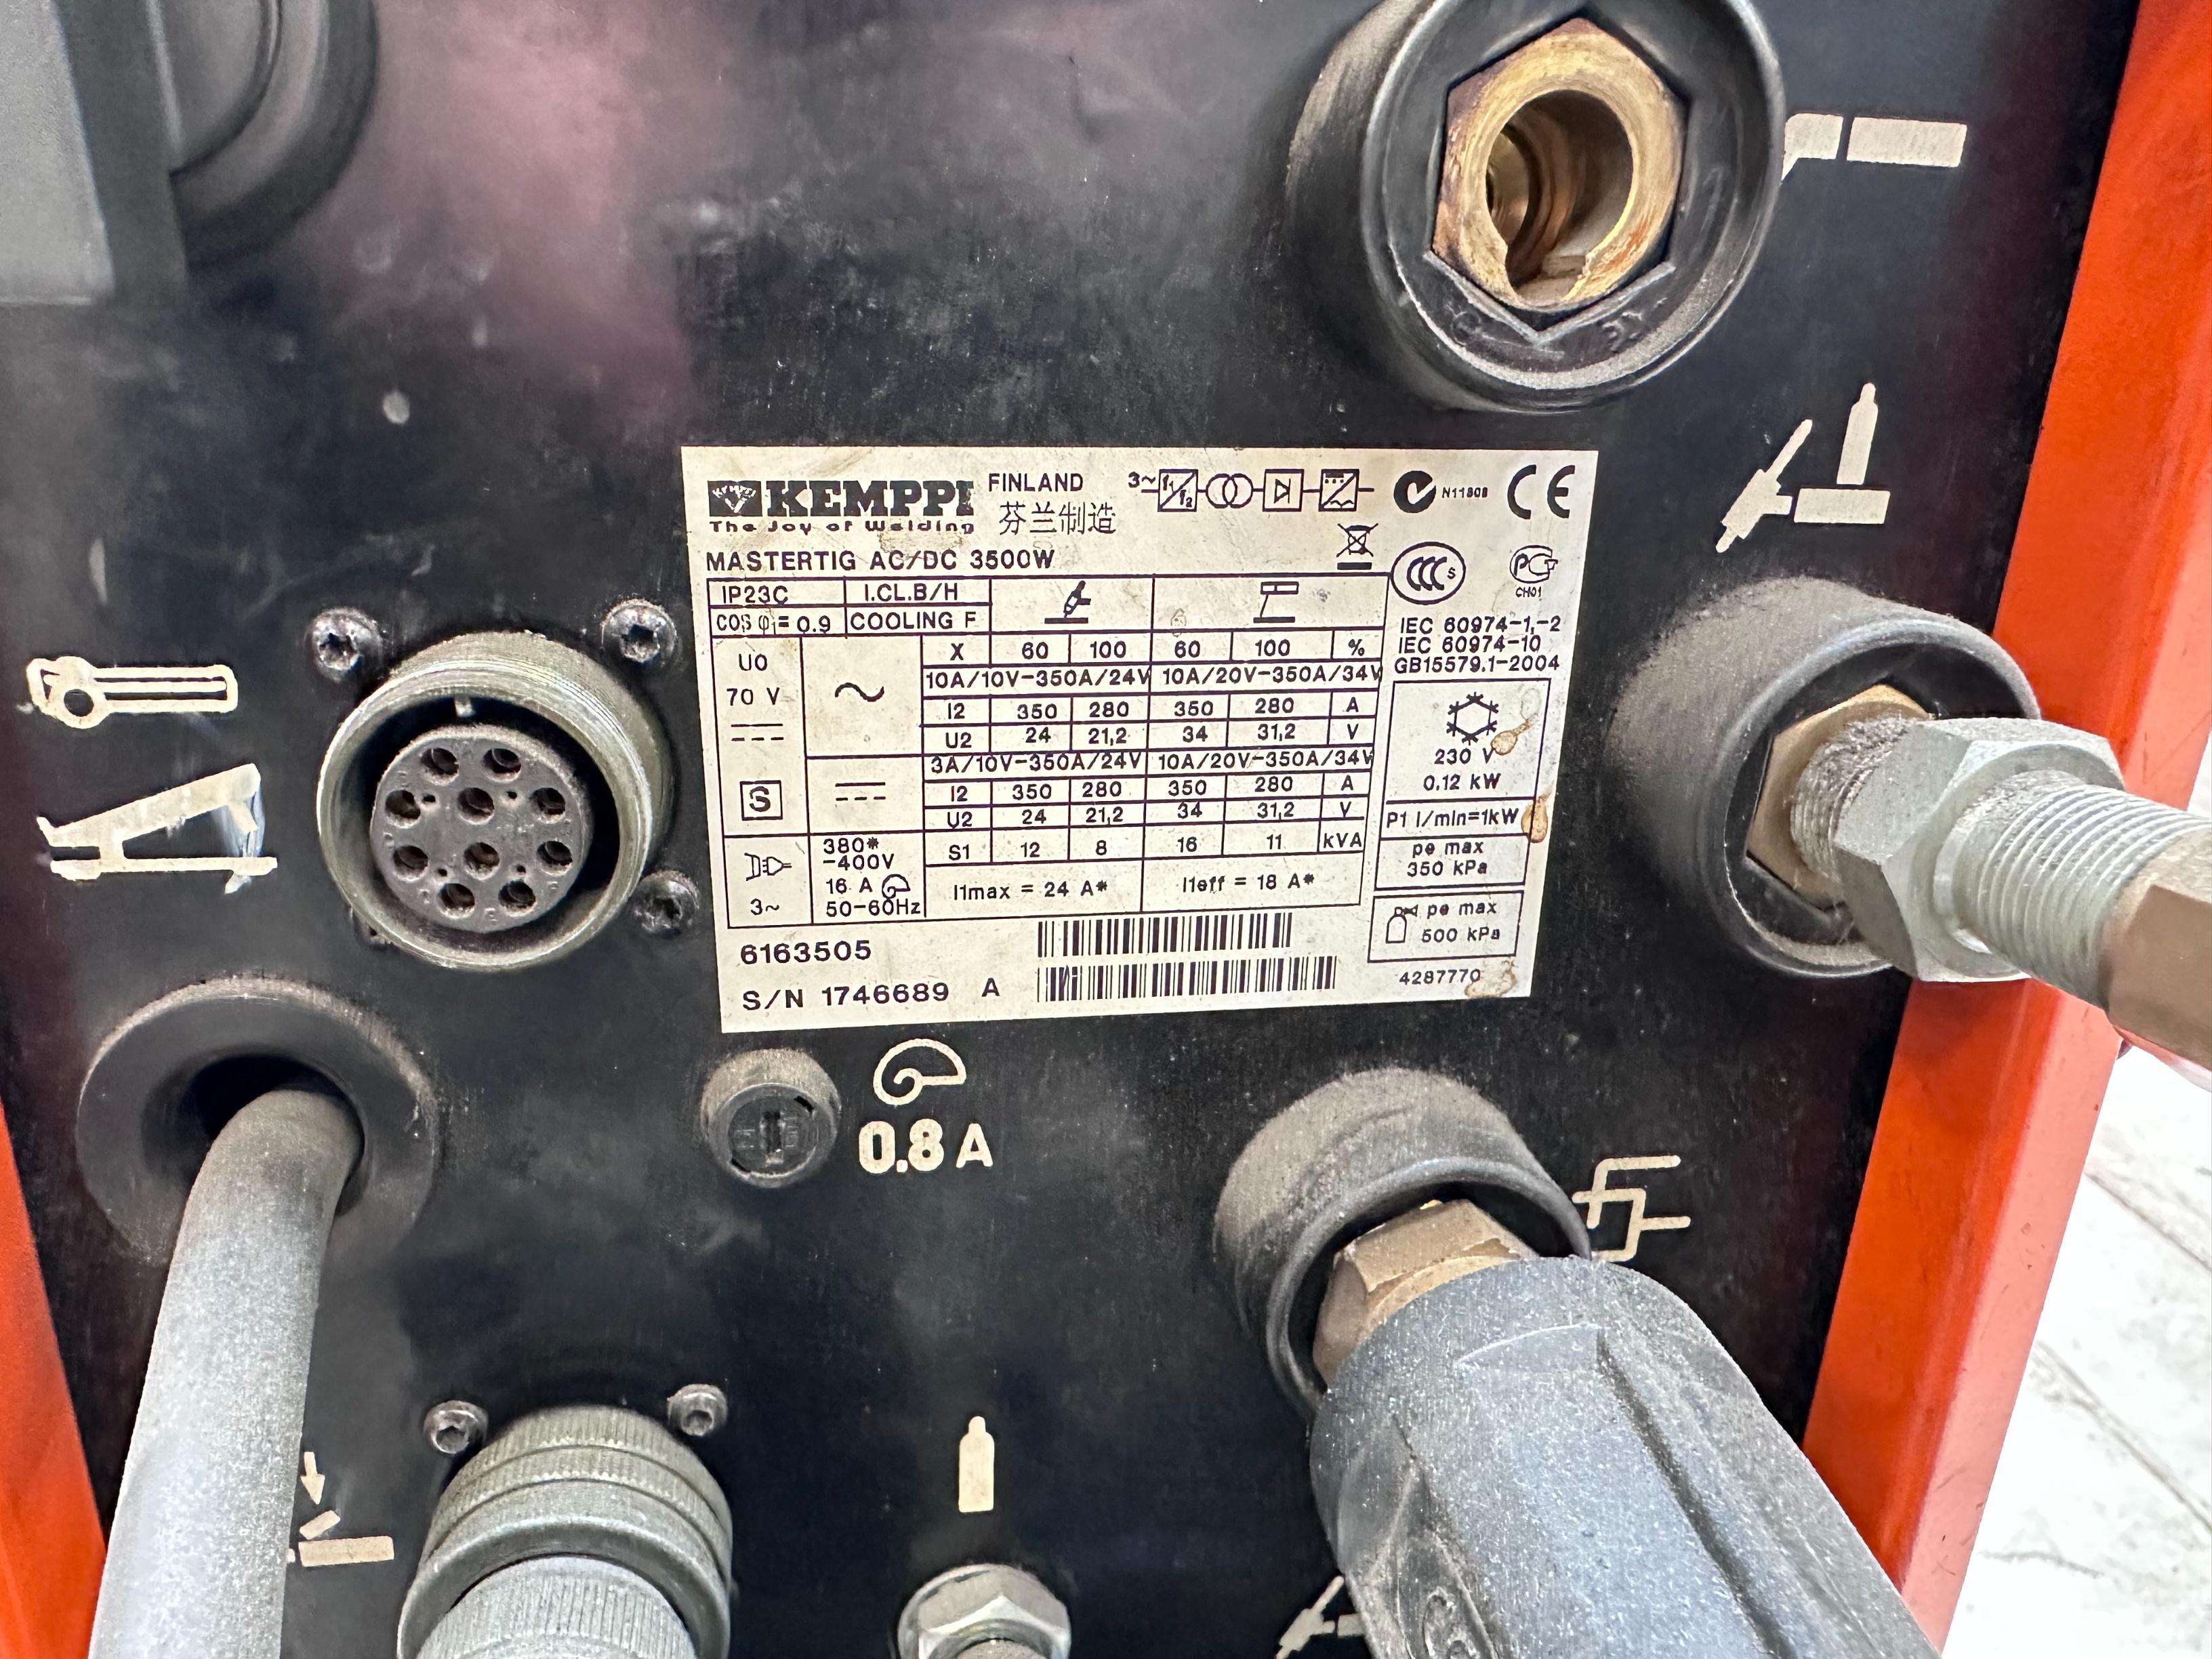 KEMPPI
The Joy of Welding
FINLAND
芬兰制造
3~ f1/f2
N11808
CE
MASTERTIG AC/DC 3500W
IP23C I.CL.B/H
COS φ1= 0.9 COOLING F
CCC S
CH01
IEC 60974-1,-2
IEC 60974-10
GB15579.1-2004
U0
70 V
S
X 60 100 60 100 %
10A/10V-350A/24V 10A/20V-350A/34V
I2 350 280 350 280 A
U2 24 21,2 34 31,2 V
3A/10V-350A/24V 10A/20V-350A/34V
I2 350 280 350 280 A
U2 24 21,2 34 31,2 V
S1 12 8 16 11 kVA
I1max = 24 A* I1eff = 18 A*
3~
380*
-400V
16 A
50-60Hz
230 V
0.12 kW
P1 l/min=1kW
pe max
350 kPa
pe max
500 kPa
6163505
S/N 1746689 A
4287770
0.8 A